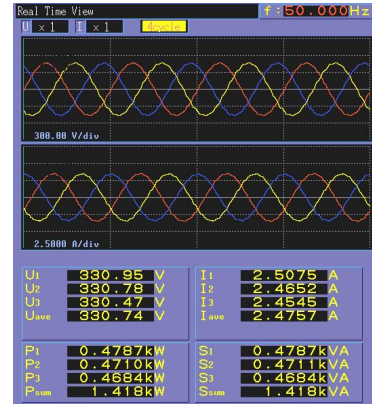 Real Time View f:50.000Hz
U x 1 I x 1 4cycle
300.00 V/div
2.5000 A/div
U1 330.95 V I1 2.5075 A
U2 330.78 V I2 2.4652 A
U3 330.47 V I3 2.4545 A
Uave 330.74 V Iave 2.4757 A
P1 0.4787kW S1 0.4787kVA
P2 0.4710kW S2 0.4711kVA
P3 0.4684kW S3 0.4684kVA
Psum 1.418kW Ssum 1.418kVA